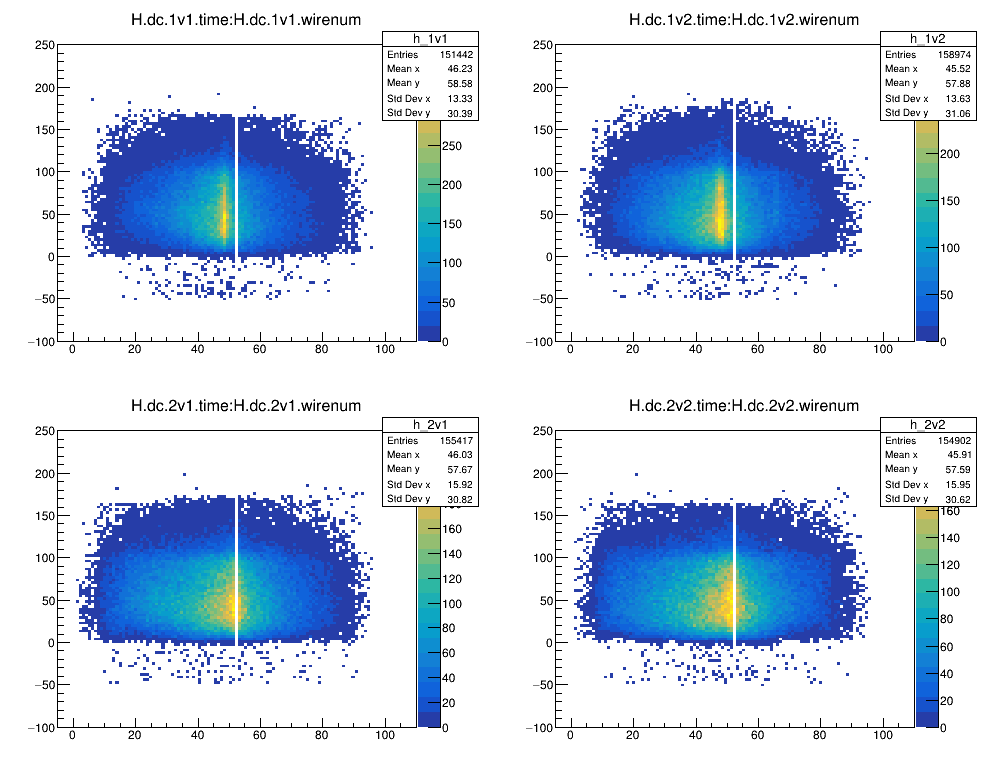 H.dc.1v1.time:H.dc.1v1.wirenum
h_1v1
Entries 151442
Mean x 46.23
Mean y 58.58
Std Dev x 13.33
Std Dev y 30.39
250
200
150
100
50
0
−50
−100
0 20 40 60 80 100
250
200
150
100
50
0
H.dc.1v2.time:H.dc.1v2.wirenum
h_1v2
Entries 158974
Mean x 45.52
Mean y 57.88
Std Dev x 13.63
Std Dev y 31.06
250
200
150
100
50
0
−50
−100
0 20 40 60 80 100
200
150
100
50
0
H.dc.2v1.time:H.dc.2v1.wirenum
h_2v1
Entries 155417
Mean x 46.03
Mean y 57.67
Std Dev x 15.92
Std Dev y 30.82
250
200
150
100
50
0
−50
−100
0 20 40 60 80 100
160
140
120
100
80
60
40
20
0
H.dc.2v2.time:H.dc.2v2.wirenum
h_2v2
Entries 154902
Mean x 45.91
Mean y 57.59
Std Dev x 15.95
Std Dev y 30.62
250
200
150
100
50
0
−50
−100
0 20 40 60 80 100
160
140
120
100
80
60
40
20
0